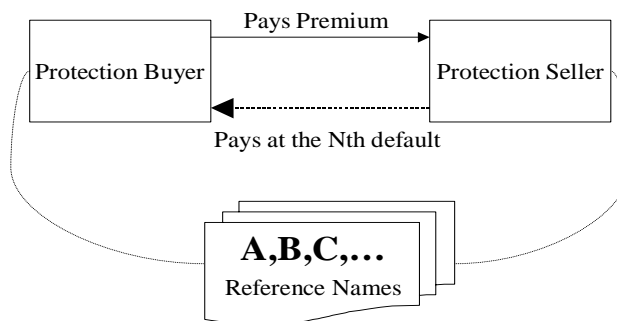 Pays Premium
Protection Buyer
Protection Seller
Pays at the Nth default
A,B,C,…
Reference Names